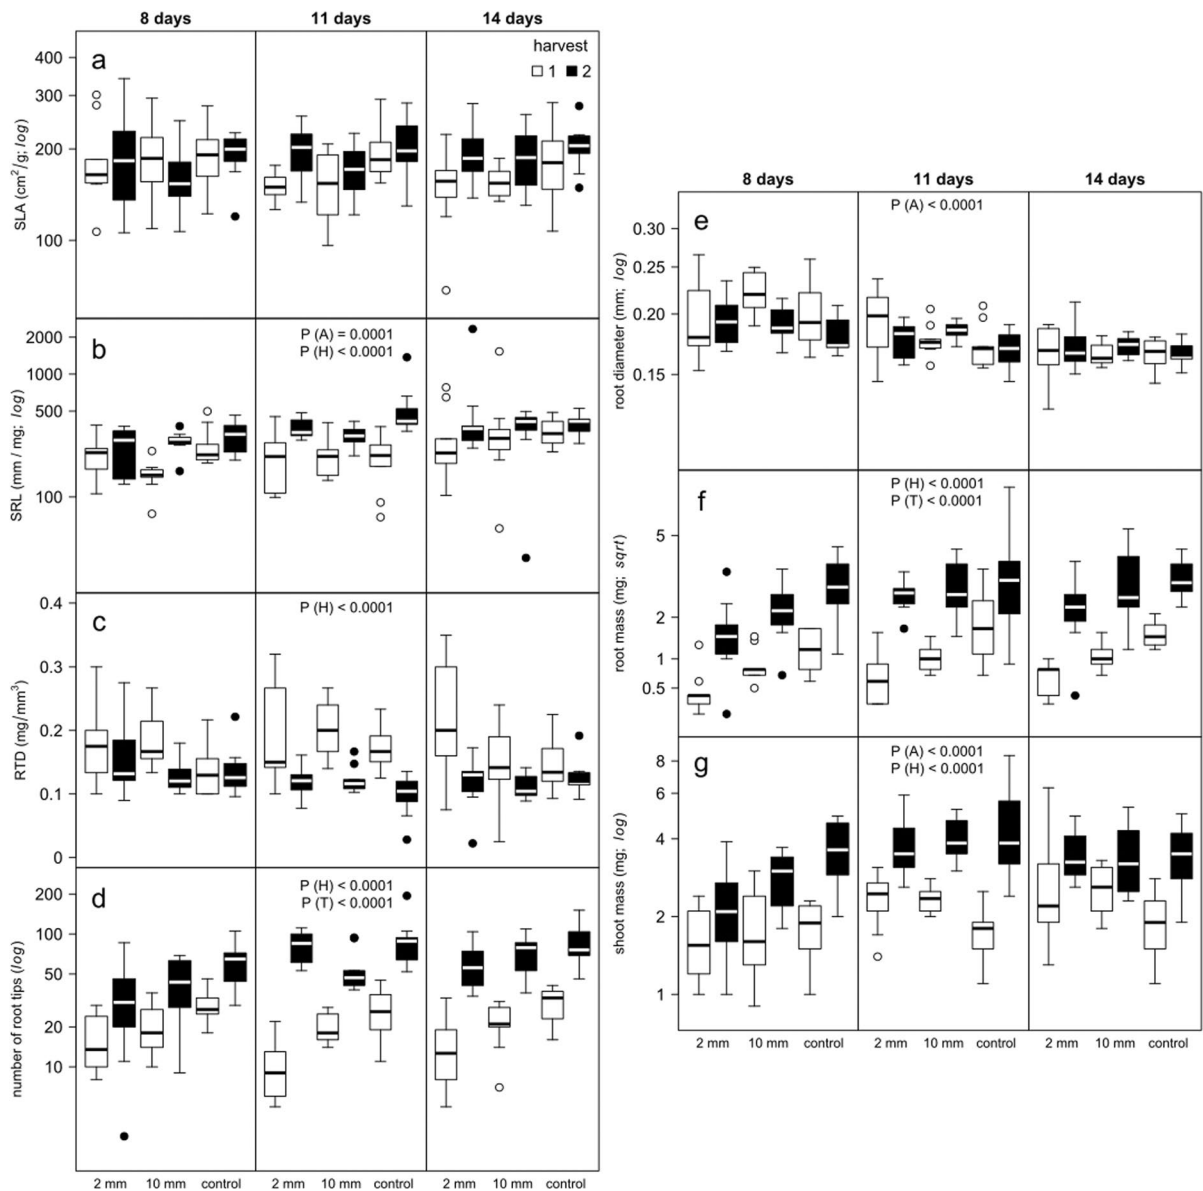 8 days 11 days 14 days
a
harvest
1 2
400
300
200
100
SLA (cm²/g; log)
b
P (A) = 0.0001
P (H) < 0.0001
2000
1000
500
100
SRL (mm / mg; log)
c
P (H) < 0.0001
0.4
0.3
0.2
0.1
0
RTD (mg/mm³)
d
P (H) < 0.0001
P (T) < 0.0001
200
100
50
20
10
number of root tips (log)
2 mm 10 mm control 2 mm 10 mm control 2 mm 10 mm control
8 days 11 days 14 days
e
P (A) < 0.0001
0.30
0.25
0.20
0.15
root diameter (mm; log)
f
P (H) < 0.0001
P (T) < 0.0001
5
2
1
0.5
root mass (mg; sqrt)
g
P (A) < 0.0001
P (H) < 0.0001
8
6
4
2
1
shoot mass (mg; log)
2 mm 10 mm control 2 mm 10 mm control 2 mm 10 mm control